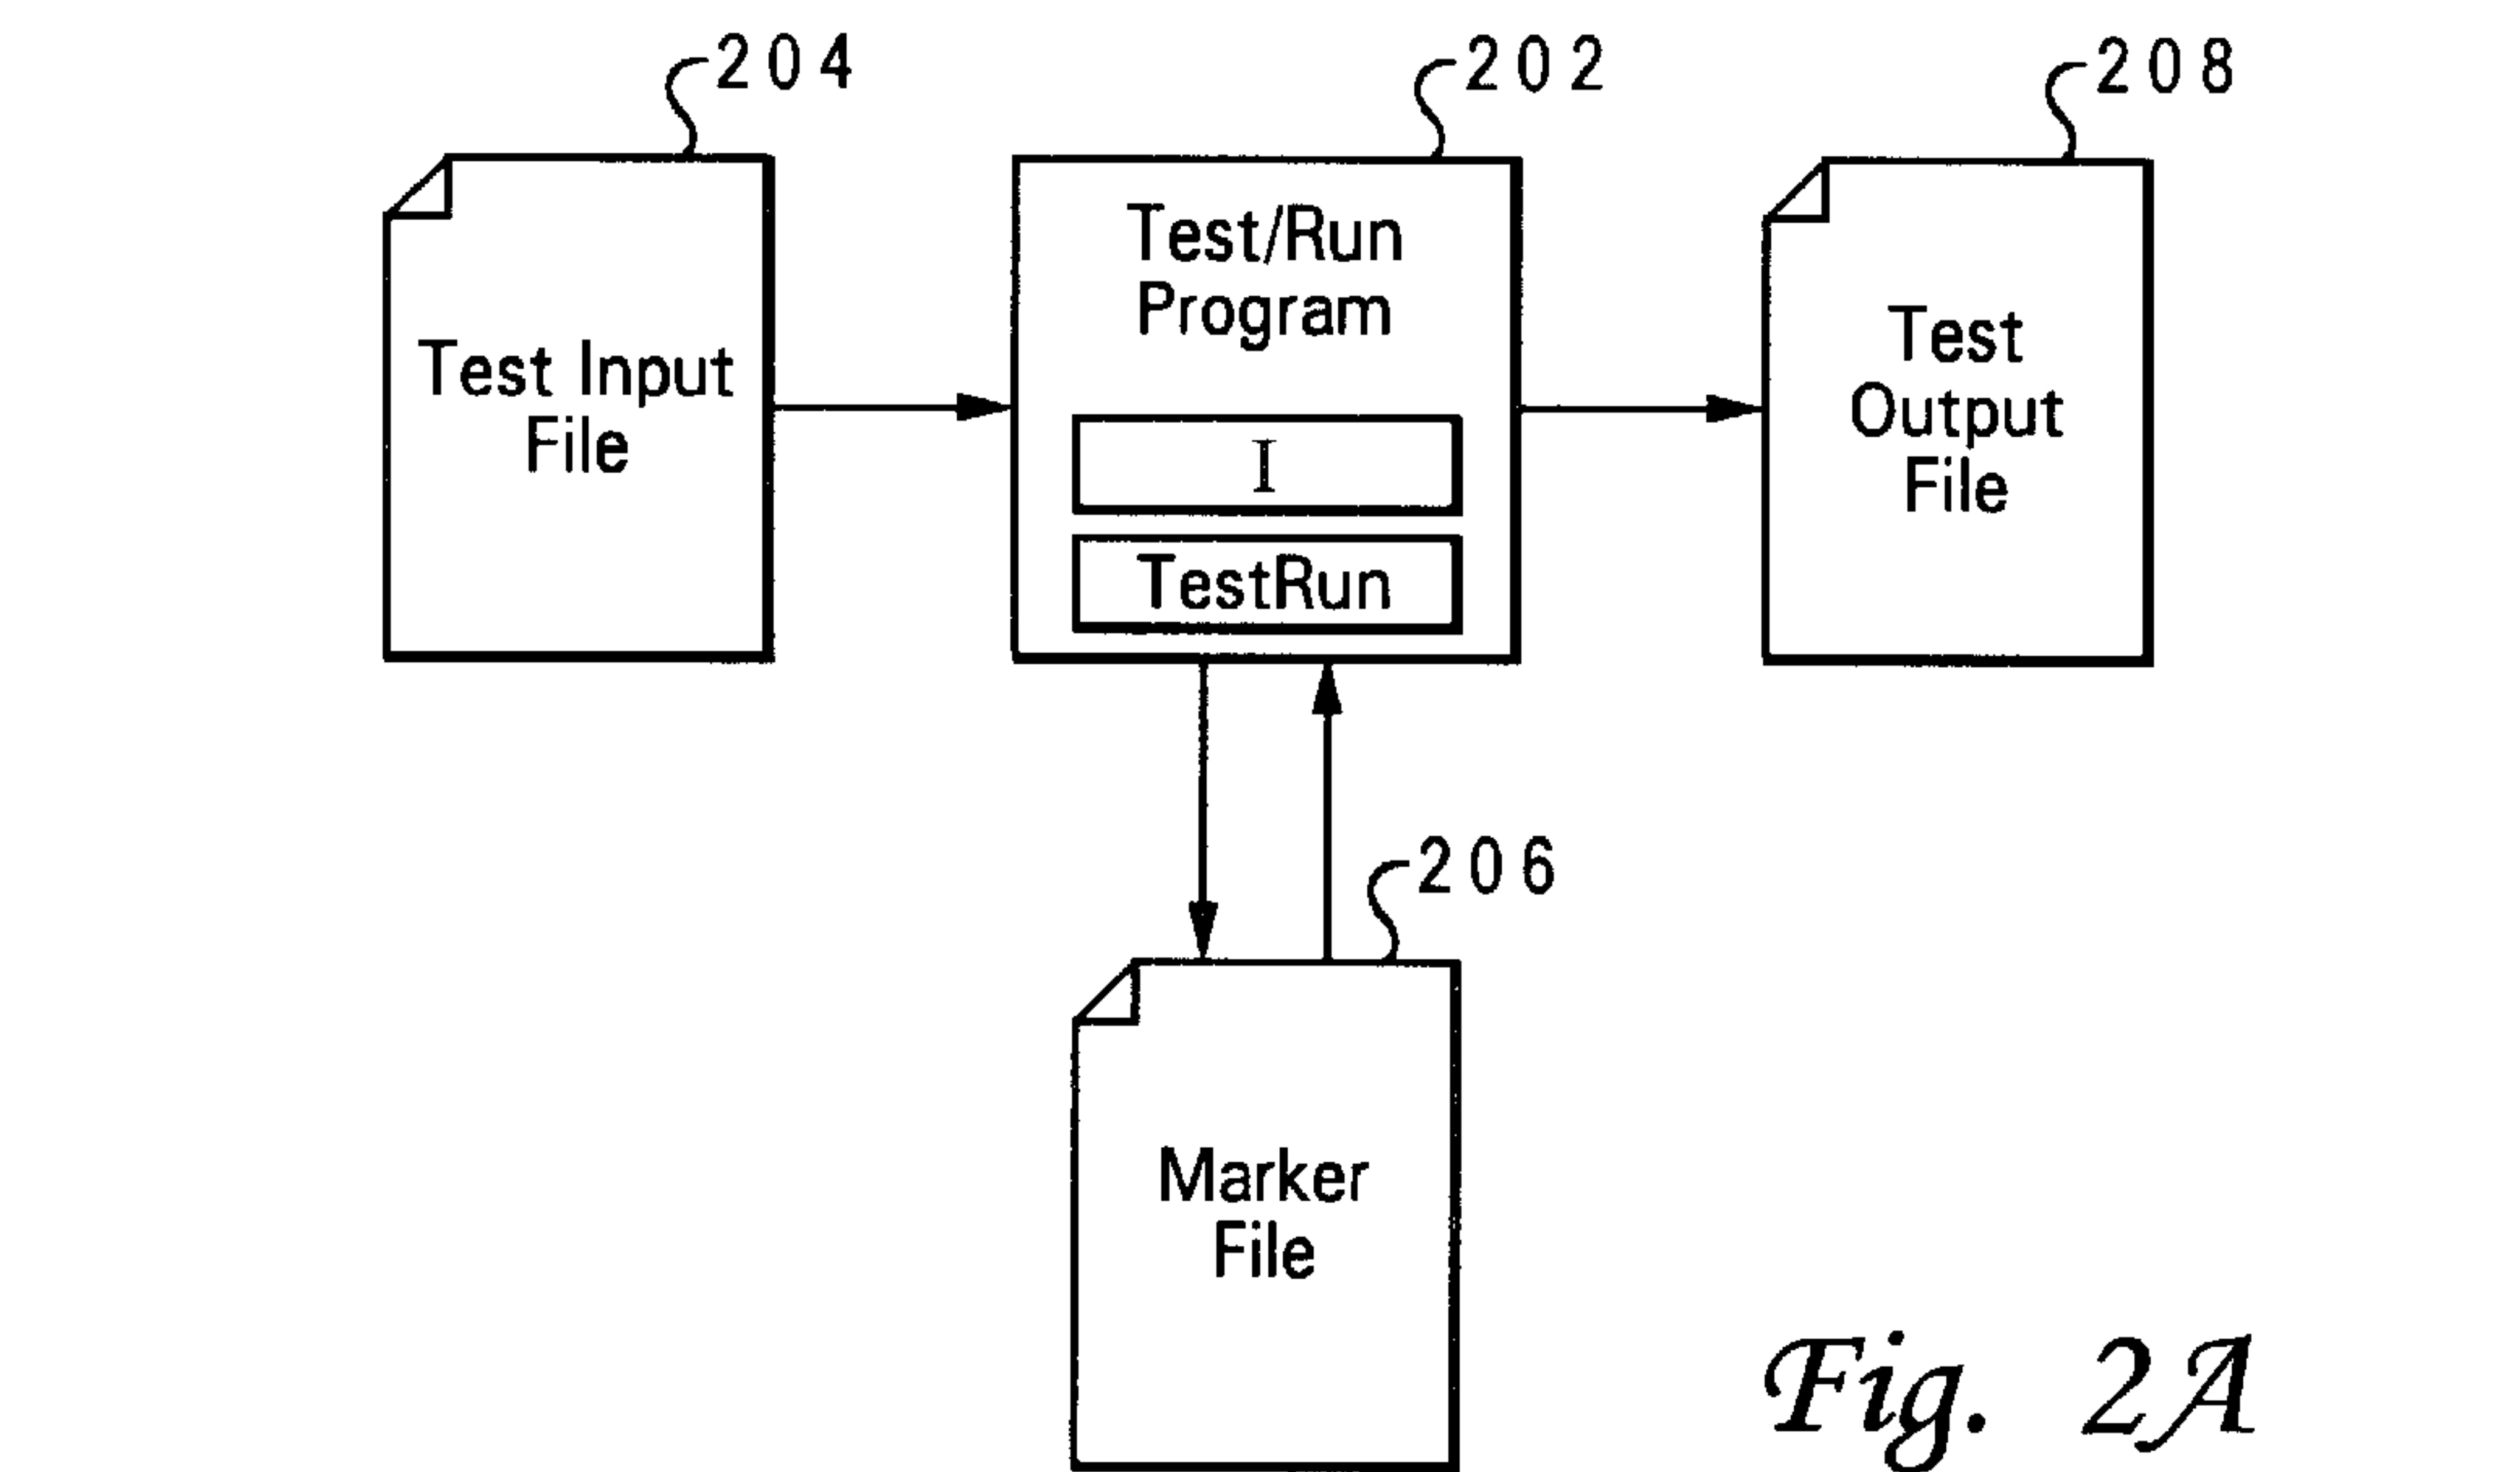 204
202
208
Test Input
File
Test/Run
Program
I
TestRun
Test
Output
File
206
Marker
File
Fig. 2A